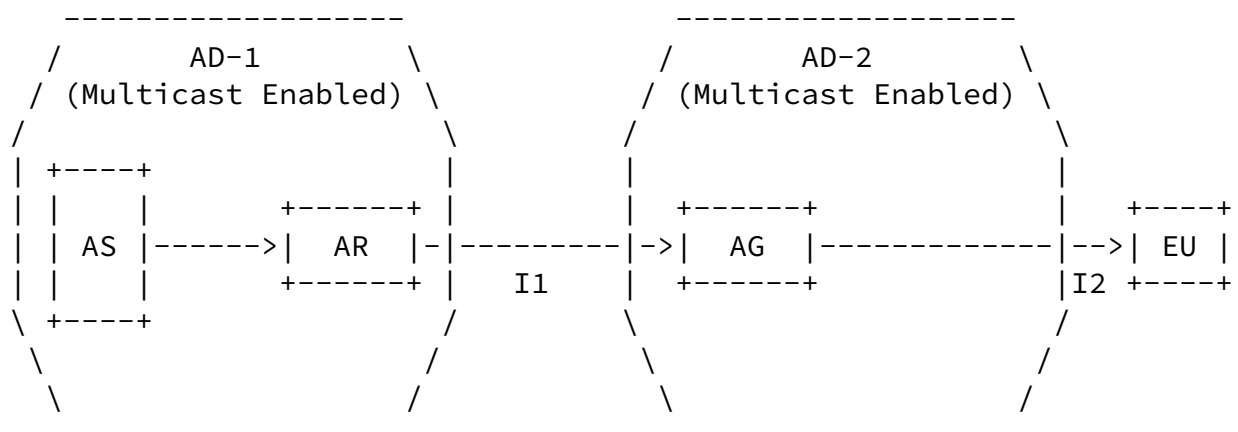 AD-1 AD-2
(Multicast Enabled) (Multicast Enabled)
AS AR AG EU
I1 I2